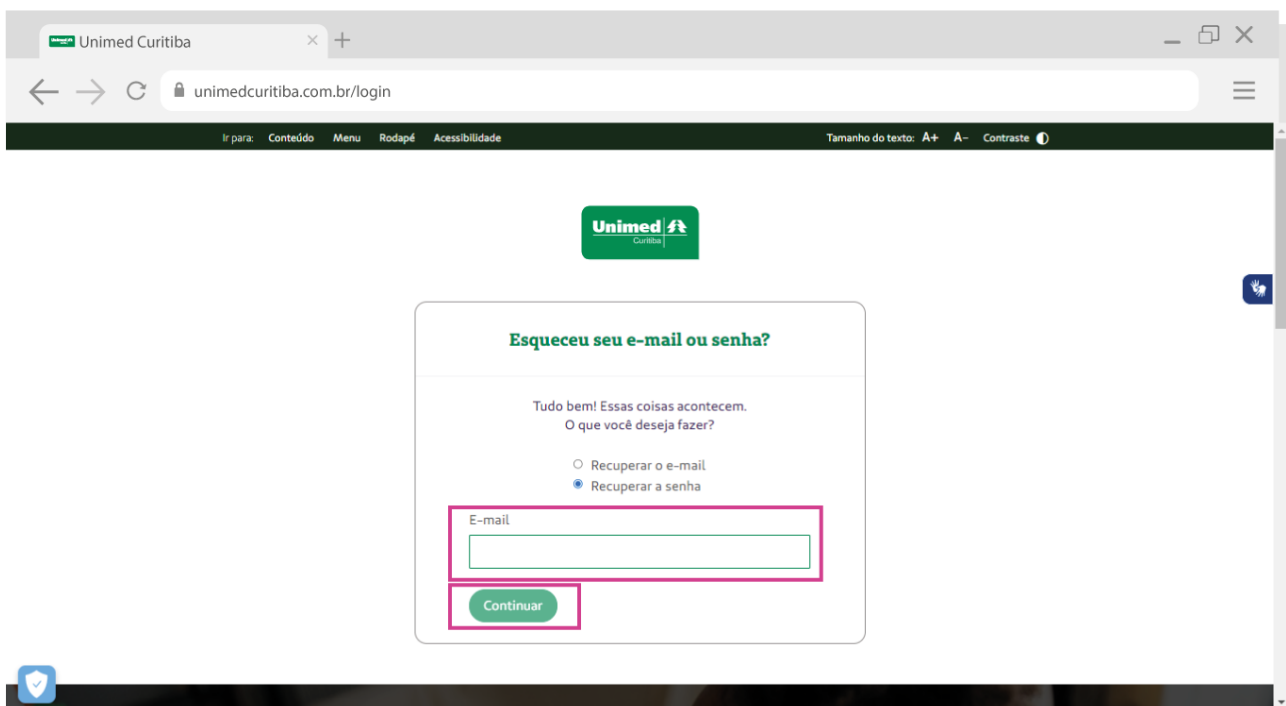 Unimed Curitiba
unimedcuritiba.com.br/login
Ir para: Conteúdo Menu Rodapé Acessibilidade
Tamanho do texto: A+ A- Contraste
Unimed
Curitiba
Esqueceu seu e-mail ou senha?
Tudo bem! Essas coisas acontecem.
O que você deseja fazer?
Recuperar o e-mail
Recuperar a senha
E-mail
Continuar